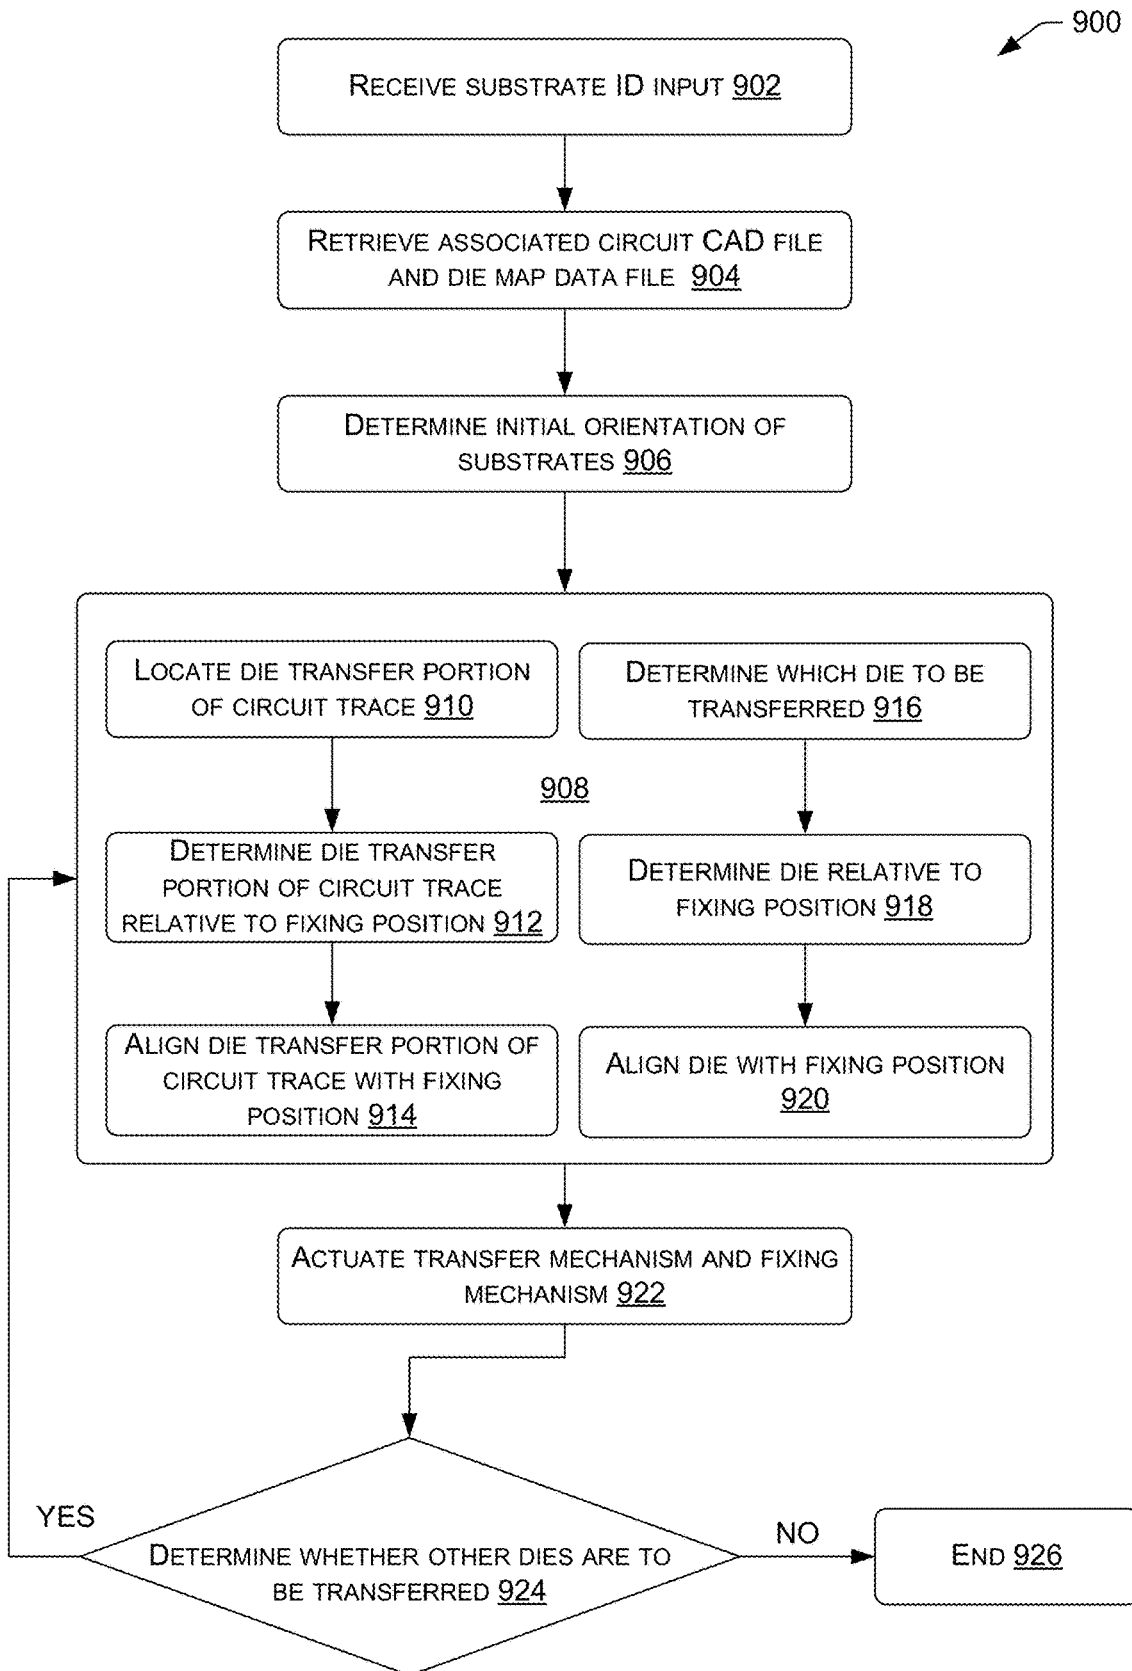 900
RECEIVE SUBSTRATE ID INPUT 902
RETRIEVE ASSOCIATED CIRCUIT CAD FILE
AND DIE MAP DATA FILE 904
DETERMINE INITIAL ORIENTATION OF
SUBSTRATES 906
LOCATE DIE TRANSFER PORTION
OF CIRCUIT TRACE 910
DETERMINE WHICH DIE TO BE
TRANSFERRED 916
908
DETERMINE DIE TRANSFER
PORTION OF CIRCUIT TRACE
RELATIVE TO FIXING POSITION 912
DETERMINE DIE RELATIVE TO
FIXING POSITION 918
ALIGN DIE TRANSFER PORTION OF
CIRCUIT TRACE WITH FIXING
POSITION 914
ALIGN DIE WITH FIXING POSITION
920
ACTUATE TRANSFER MECHANISM AND FIXING
MECHANISM 922
YES
DETERMINE WHETHER OTHER DIES ARE TO
BE TRANSFERRED 924
NO
END 926